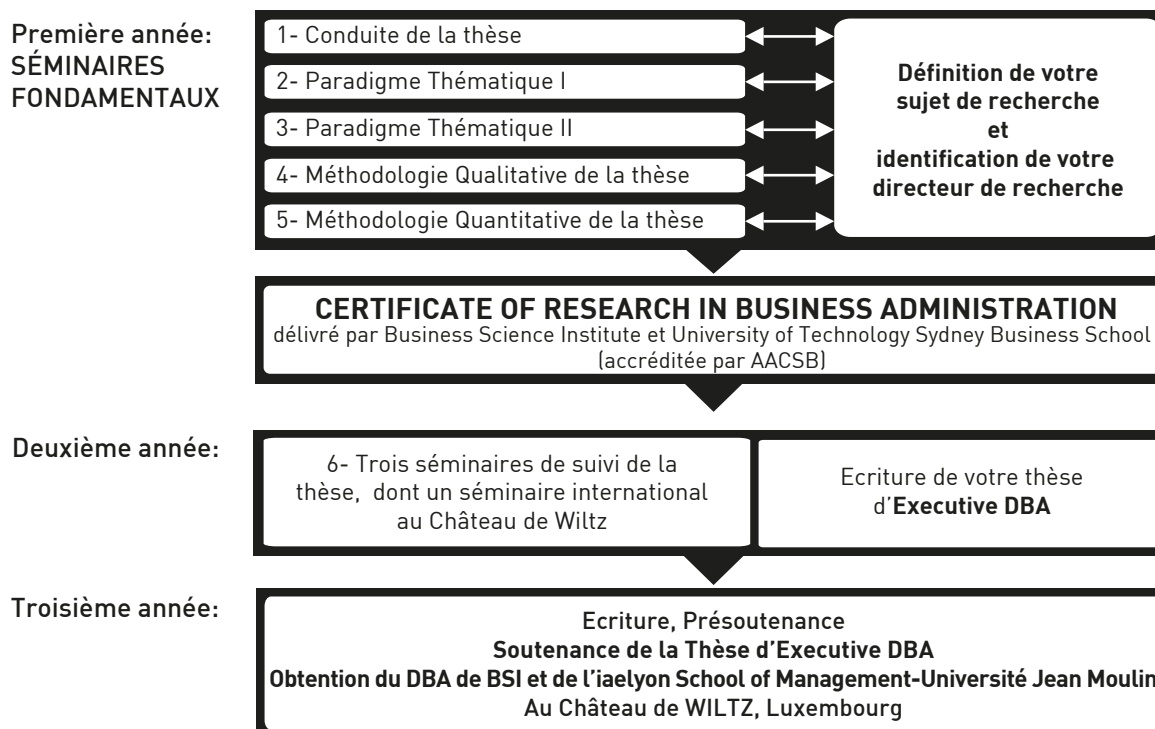 Première année:
SÉMINAIRES
FONDAMENTAUX
1- Conduite de la thèse
2- Paradigme Thématique I
3- Paradigme Thématique II
4- Méthodologie Qualitative de la thèse
5- Méthodologie Quantitative de la thèse
Définition de votre
sujet de recherche
et
identification de votre
directeur de recherche
CERTIFICATE OF RESEARCH IN BUSINESS ADMINISTRATION
délivré par Business Science Institute et University of Technology Sydney Business School
(accréditée par AACSB)
Deuxième année:
6- Trois séminaires de suivi de la
thèse, dont un séminaire international
au Château de Wiltz
Ecriture de votre thèse
d'Executive DBA
Troisième année:
Ecriture, Présoutenance
Soutenance de la Thèse d'Executive DBA
Obtention du DBA de BSI et de l'iaelyon School of Management-Université Jean Moulin
Au Château de WILTZ, Luxembourg